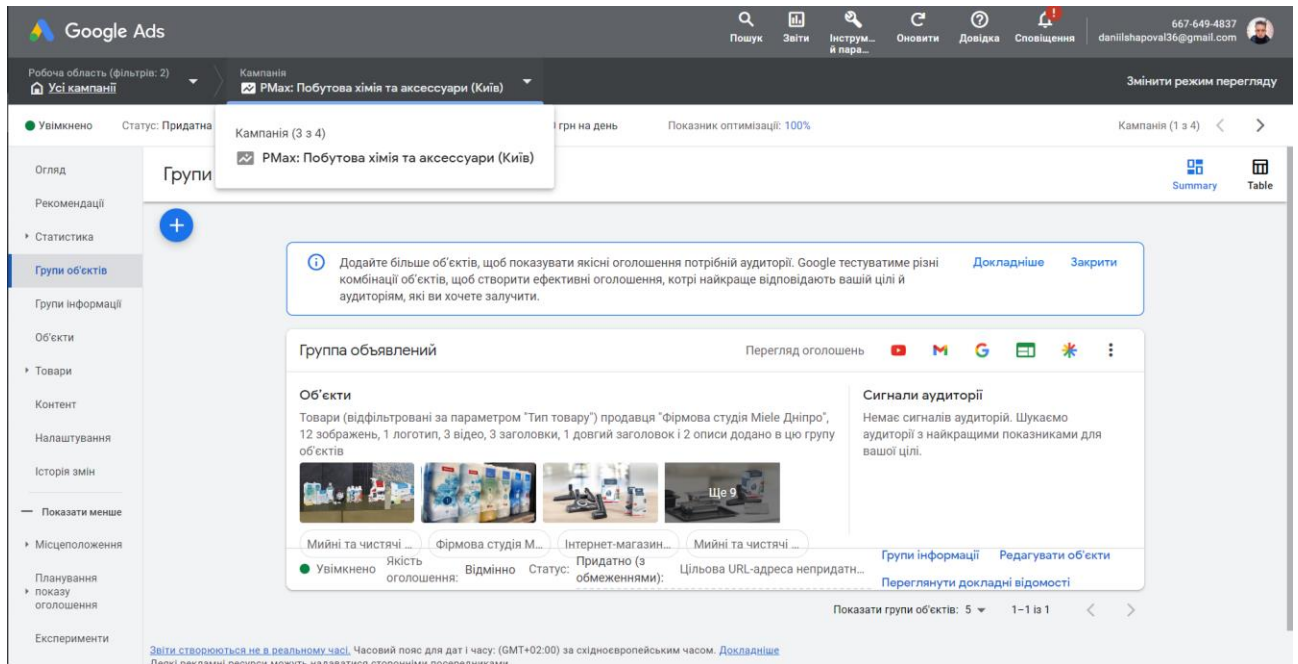 Google Ads
Пошук
Звіти
Інструм...
й пара...
Оновити
Довідка
Сповіщення
667-649-4837
daniilshapoval36@gmail.com
Робоча область (фільтрів: 2)
Усі кампанії
Кампанія
PMax: Побутова хімія та аксессуари (Київ)
Змінити режим перегляду
Увімкнено
Статус: Придатна
грн на день
Показник оптимізації: 100%
Кампанія (1 з 4)
Кампанія (3 з 4)
PMax: Побутова хімія та аксессуари (Київ)
Огляд
Рекомендації
Статистика
Групи об'єктів
Групи інформації
Об'єкти
Товари
Контент
Налаштування
Історія змін
Показати менше
Місцеположення
Планування
показу
оголошення
Експерименти
Групи
Summary
Table
Додайте більше об'єктів, щоб показувати якісні оголошення потрібній аудиторії. Google тестуватиме різні
комбінації об'єктів, щоб створити ефективні оголошення, котрі найкраще відповідають вашій цілі й
аудиторіям, які ви хочете залучити.
Докладніше
Закрити
Группа объявлений
Перегляд оголошень
Об'єкти
Товари (відфільтровані за параметром "Тип товару") продавця "Фірмова студія Miele Дніпро",
12 зображень, 1 логотип, 3 відео, 3 заголовки, 1 довгий заголовок і 2 описи додано в цю групу
об'єктів
Ще 9
Мийні та чистячі ...
Фірмова студія М...
Інтернет-магазин...
Мийні та чистячі ...
Сигнали аудиторії
Немає сигналів аудиторії. Шукаємо
аудиторії з найкращими показниками для
вашої цілі.
Увімкнено
Якість
оголошення:
Відмінно
Статус:
Придатно (з
обмеженнями):
Цільова URL-адреса непридатн...
Групи інформації
Редагувати об'єкти
Переглянути докладні відомості
Показати групи об'єктів: 5
1–1 із 1
Звіти створюються не в реальному часі. Часовий пояс для дат і часу: (GMT+02:00) за східноєвропейським часом. Докладніше
Деякі рекламні ресурси можуть надаватися сторонніми посередниками.